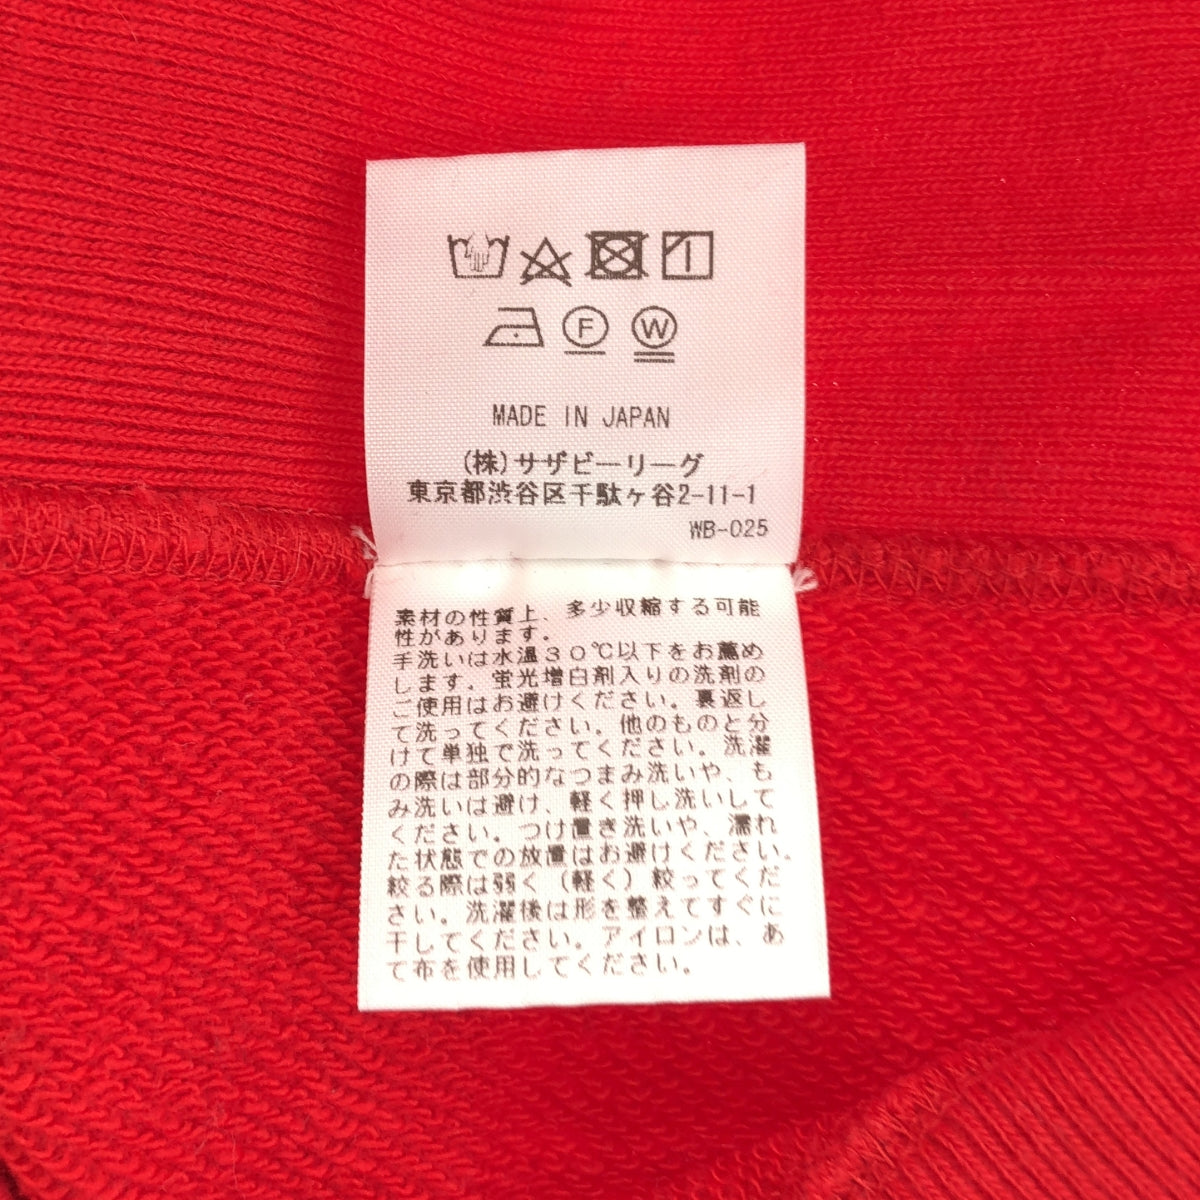 F W
MADE IN JAPAN
(株)サザビーリーグ
東京都渋谷区千駄ヶ谷2-11-1
WB-025
素材の性質上、多少収縮する可能
性があります。
手洗いは水温30℃以下をお薦め
します。蛍光増白剤入りの洗剤の
ご使用はお避けください。裏返し
て洗ってください。他のものと分
けて単独で洗ってください。洗濯
の際は部分的なつまみ洗いや、も
み洗いは避け、軽く押し洗いして
ください。つけ置き洗いや、濡れ
た状態での放置はお避けください。
絞る際は弱く（軽く）絞ってくだ
さい。洗濯後は形を整えてすぐに
干してください。アイロンは、あ
て布を使用してください。